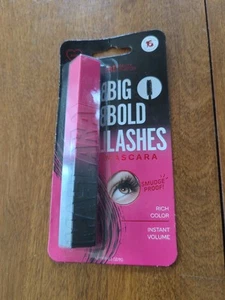 BIG
BOLD
LASHES
MASCARA
SMUDGE
PROOF!
RICH
COLOR
INSTANT
VOLUME